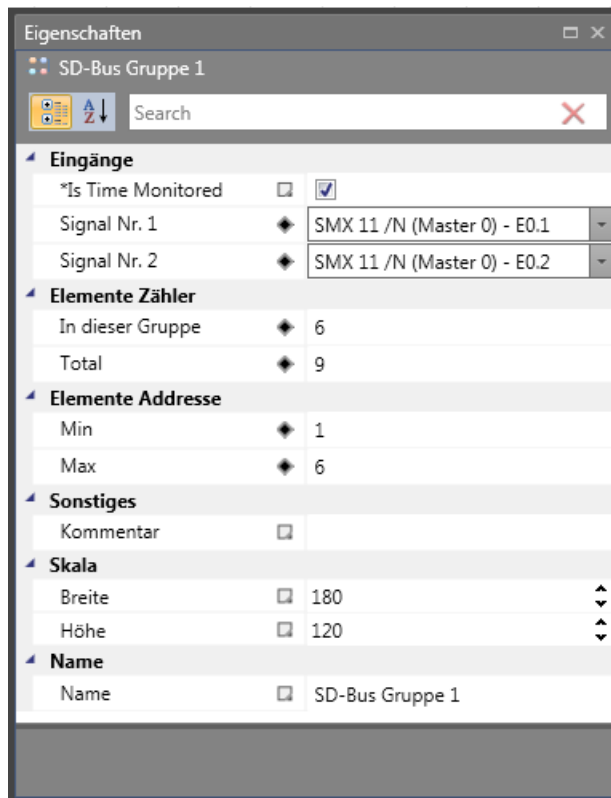 Eigenschaften
SD-Bus Gruppe 1
Search
Eingänge
*Is Time Monitored
Signal Nr. 1 SMX 11 /N (Master 0) - E0.1
Signal Nr. 2 SMX 11 /N (Master 0) - E0.2
Elemente Zähler
In dieser Gruppe 6
Total 9
Elemente Addresse
Min 1
Max 6
Sonstiges
Kommentar
Skala
Breite 180
Höhe 120
Name
Name SD-Bus Gruppe 1